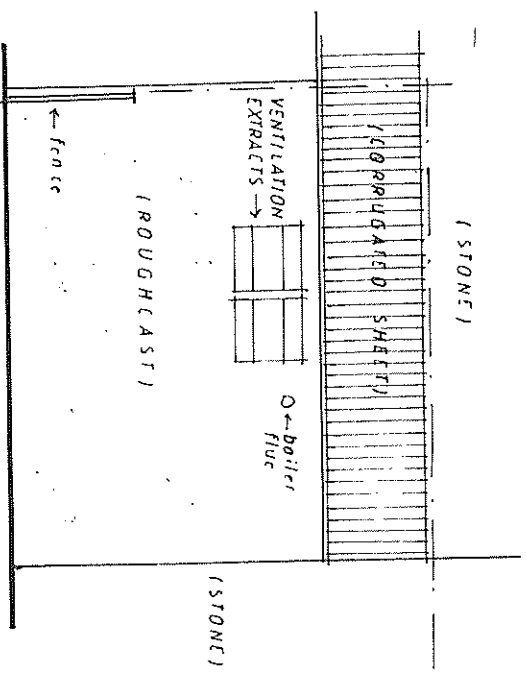 (STONE)
(CORRUGATED SHEET)
VENTILATION
EXTRACTS →
O ← boiler
flue
← fence
(ROUGHCAST)
(STONE)